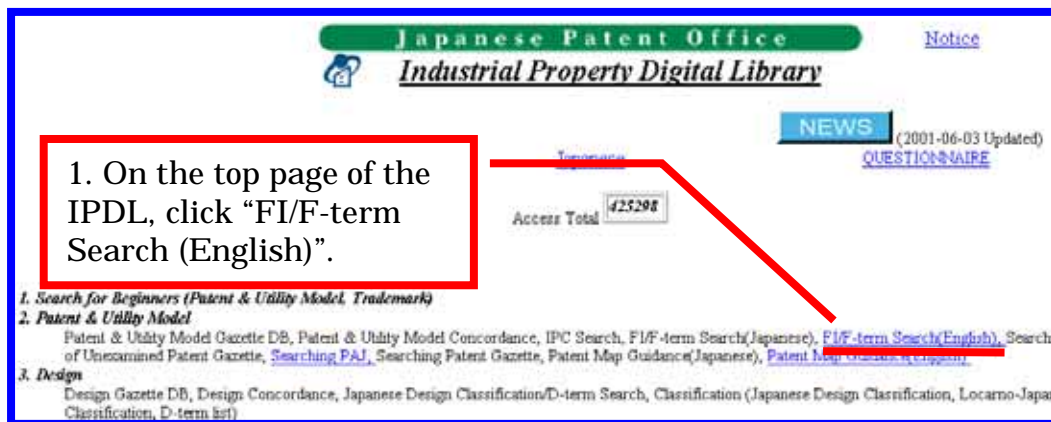 Japanese Patent Office
Notice
Industrial Property Digital Library
NEWS (2001-06-03 Updated)
Japanese
QUESTIONNAIRE
1. On the top page of the
IPDL, click “FI/F-term
Search (English)”.
Access Total 425298
1. Search for Beginners (Patent & Utility Model, Trademark)
2. Patent & Utility Model
Patent & Utility Model Gazette DB, Patent & Utility Model Concordance, IPC Search, FI/F-term Search(Japanese), FI/F-term Search(English), Search
of Unexamined Patent Gazette, Searching PAJ, Searching Patent Gazette, Patent Map Guidance(Japanese), Patent Map Guidance(English)
3. Design
Design Gazette DB, Design Concordance, Japanese Design Classification/D-term Search, Classification (Japanese Design Classification, Locarno-Japa
Classification, D-term list)